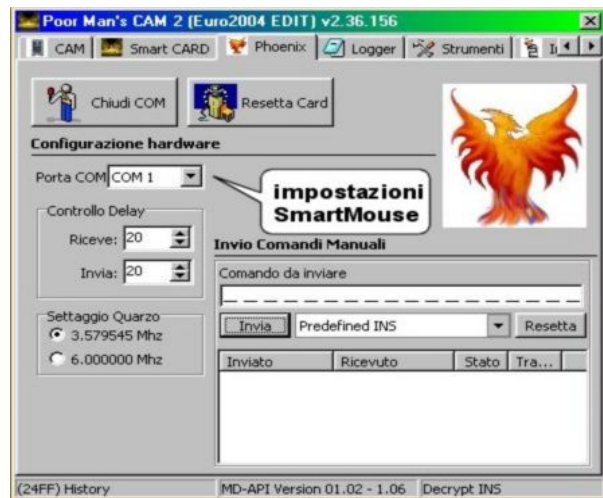 Poor Man's CAM 2 (Euro2004 EDIT) v2.36.156
CAM Smart CARD Phoenix Logger Strumenti
Chiudi COM Resetta Card
Configurazione hardware
Porta COM COM 1
impostazioni
SmartMouse
Controllo Delay
Riceve: 20
Invia: 20
Invio Comandi Manuali
Comando da inviare
Settaggio Quarzo
3.579545 Mhz
6.000000 Mhz
Invia Predefined INS Resetta
Inviato Ricevuto Stato Tra...
(24FF) History MD-API Version 01.02 - 1.06 Decrypt INS